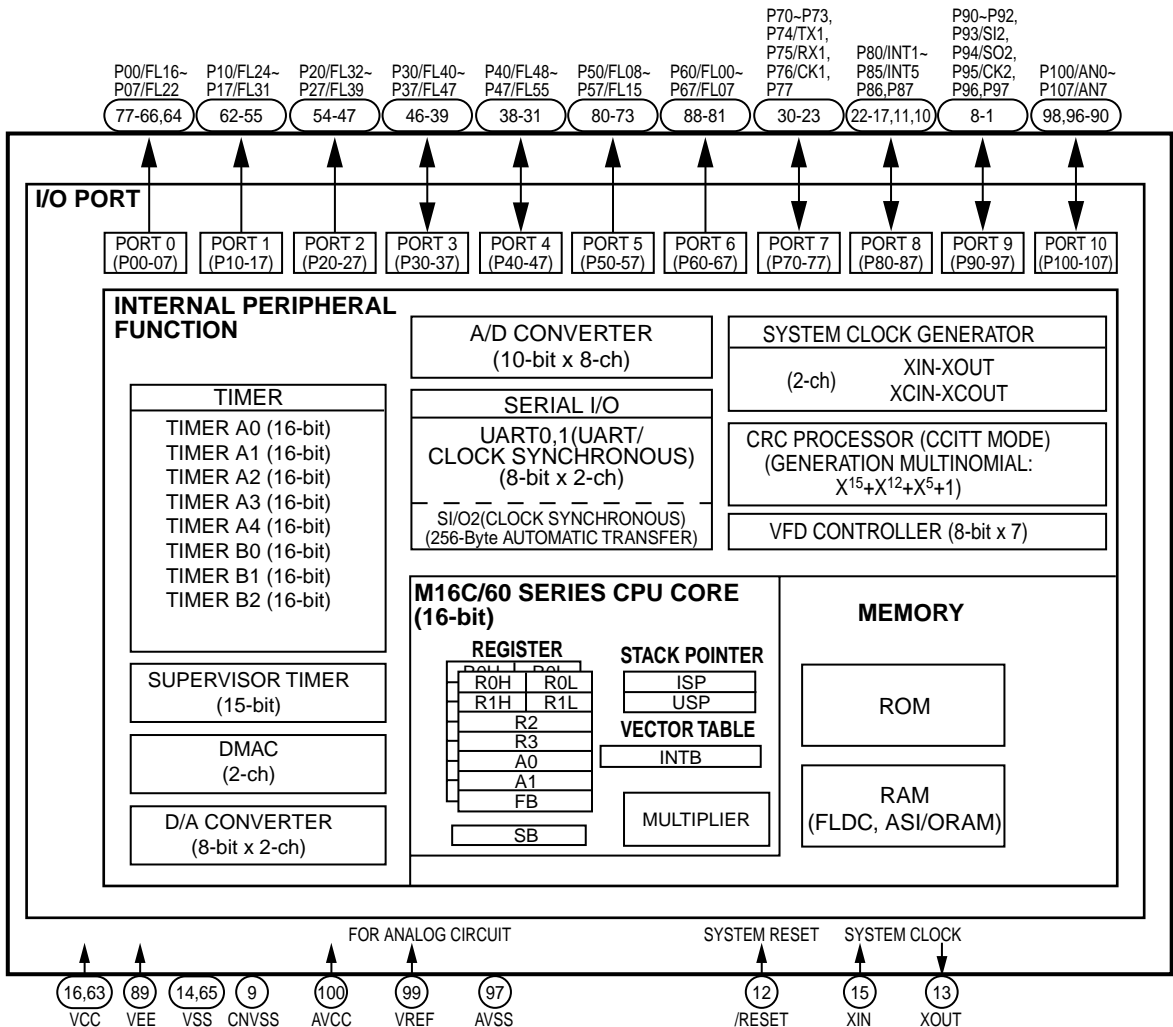 P00/FL16~
P07/FL22
P10/FL24~
P17/FL31
P20/FL32~
P27/FL39
P30/FL40~
P37/FL47
P40/FL48~
P47/FL55
P50/FL08~
P57/FL15
P60/FL00~
P67/FL07
P70~P73,
P74/TX1,
P75/RX1,
P76/CK1,
P77
P80/INT1~
P85/INT5
P86,P87
P90~P92,
P93/SI2,
P94/SO2,
P95/CK2,
P96,P97
P100/AN0~
P107/AN7
77-66,64
62-55
54-47
46-39
38-31
80-73
88-81
30-23
22-17,11,10
8-1
98,96-90
I/O PORT
PORT 0
(P00-07)
PORT 1
(P10-17)
PORT 2
(P20-27)
PORT 3
(P30-37)
PORT 4
(P40-47)
PORT 5
(P50-57)
PORT 6
(P60-67)
PORT 7
(P70-77)
PORT 8
(P80-87)
PORT 9
(P90-97)
PORT 10
(P100-107)
INTERNAL PERIPHERAL
FUNCTION
TIMER
TIMER A0 (16-bit)
TIMER A1 (16-bit)
TIMER A2 (16-bit)
TIMER A3 (16-bit)
TIMER A4 (16-bit)
TIMER B0 (16-bit)
TIMER B1 (16-bit)
TIMER B2 (16-bit)
SUPERVISOR TIMER
(15-bit)
DMAC
(2-ch)
D/A CONVERTER
(8-bit x 2-ch)
A/D CONVERTER
(10-bit x 8-ch)
SERIAL I/O
UART0,1(UART/
CLOCK SYNCHRONOUS)
(8-bit x 2-ch)
SI/O2(CLOCK SYNCHRONOUS)
(256-Byte AUTOMATIC TRANSFER)
SYSTEM CLOCK GENERATOR
(2-ch)
XIN-XOUT
XCIN-XCOUT
CRC PROCESSOR (CCITT MODE)
(GENERATION MULTINOMIAL:
X¹⁵+X¹²+X⁵+1)
VFD CONTROLLER (8-bit x 7)
M16C/60 SERIES CPU CORE
(16-bit)
REGISTER
R0H R0L
R0H R0L
R1H R1L
R2
R3
A0
A1
FB
SB
STACK POINTER
ISP
USP
VECTOR TABLE
INTB
MULTIPLIER
MEMORY
ROM
RAM
(FLDC, ASI/ORAM)
FOR ANALOG CIRCUIT
SYSTEM RESET
SYSTEM CLOCK
16,63
89
14,65
9
100
99
97
12
15
13
VCC
VEE
VSS
CNVSS
AVCC
VREF
AVSS
/RESET
XIN
XOUT